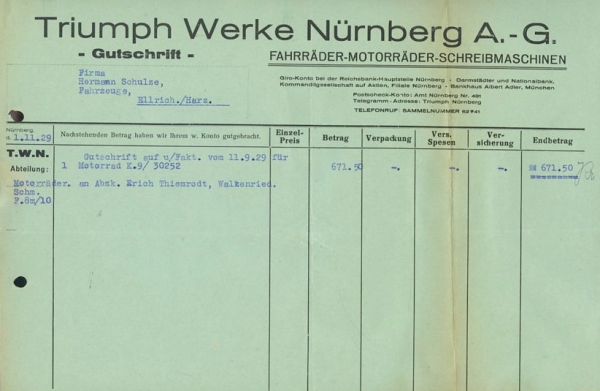 Triumph Werke Nürnberg A.-G.
- Gutschrift -
FAHRRÄDER-MOTORRÄDER-SCHREIBMASCHINEN
Firma
Hermann Schulze,
Fahrzeuge,
Ellrich./Harz.
Giro-Konto bei der Reichsbank-Hauptstelle Nürnberg - Darmstädter und Nationalbank,
Kommanditgesellschaft auf Aktien, Filiale Nürnberg - Bankhaus Albert Adler, München
Postscheck-Konto: Amt Nürnberg Nr. 481
Telegramm-Adresse: Triumph Nürnberg
TELEFONRUF: SAMMELNUMMER 52941
Nürnberg
1.11.29
Nachstehenden Betrag haben wir Ihrem w. Konto gutgebracht.
Einzel-Preis
Betrag
Verpackung
Vers. Spesen
Ver-sicherung
Endbetrag
T.W.N.
Abteilung:
Gutschrift auf u/Fakt. vom 11.9.29 für
1 Motorrad K.9/ 30252
671.50
-.
-.
-.
RM 671.50
Motorräder. an Absk. Erich Thiemrodt, Walkenried.
Schm.
F.8m/10